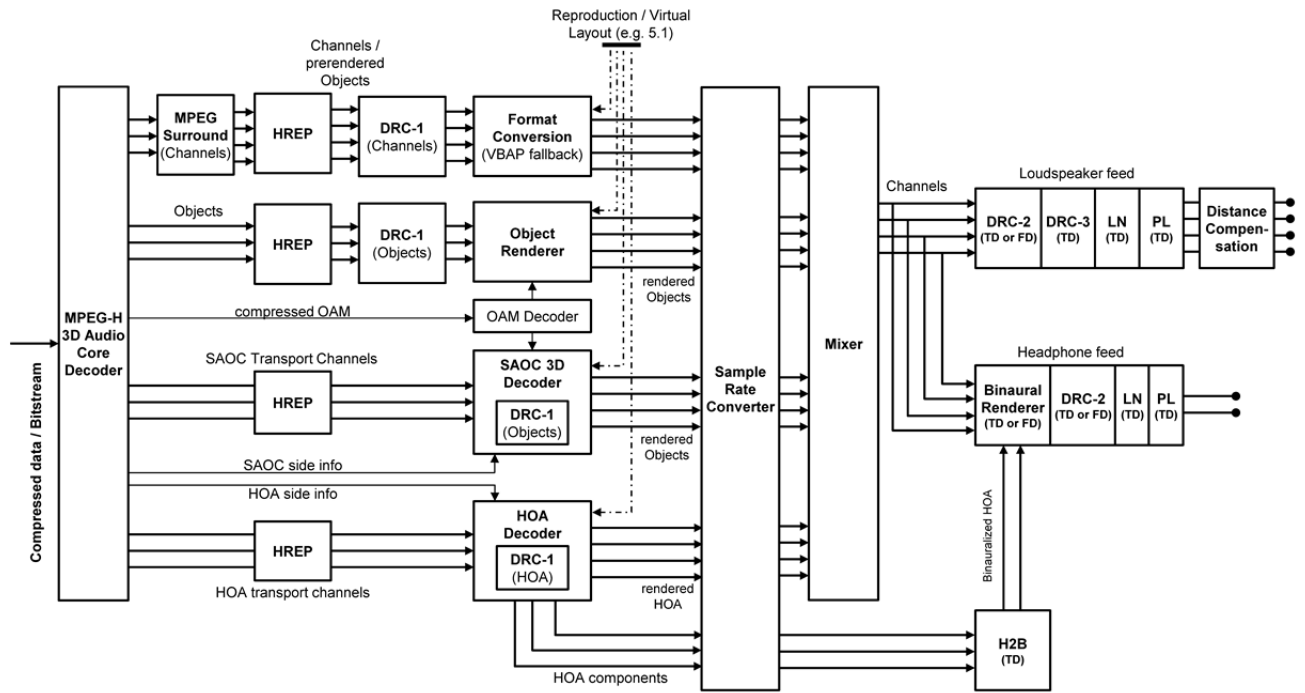 Reproduction / Virtual
Layout (e.g. 5.1)
Channels /
prerendered
Objects
MPEG
Surround
(Channels)
HREP
DRC-1
(Channels)
Format
Conversion
(VBAP fallback)
Objects
HREP
DRC-1
(Objects)
Object
Renderer
rendered
Objects
compressed OAM
OAM Decoder
MPEG-H
3D Audio
Core
Decoder
Compressed data / Bitstream
SAOC Transport Channels
HREP
SAOC 3D
Decoder
DRC-1
(Objects)
rendered
Objects
SAOC side info
HOA side info
HREP
HOA transport channels
HOA
Decoder
DRC-1
(HOA)
rendered
HOA
HOA components
Sample
Rate
Converter
Mixer
Channels
Loudspeaker feed
DRC-2
(TD or FD)
DRC-3
(TD)
LN
(TD)
PL
(TD)
Distance
Compen-
sation
Headphone feed
Binaural
Renderer
(TD or FD)
DRC-2
(TD or FD)
LN
(TD)
PL
(TD)
Binauralized HOA
H2B
(TD)